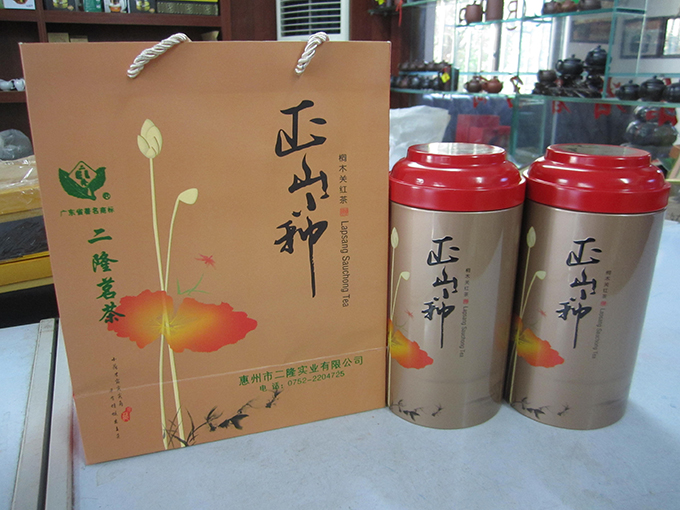 正山小种
桐木关红茶
Lapsang Sauchong Tea
广东省著名商标
二隆茗茶
惠州市二隆实业有限公司
电话：0752-2204725
正山小种
桐木关红茶
Lapsang Sauchong Tea
正山小种
桐木关红茶
Lapsang Sauchong Tea